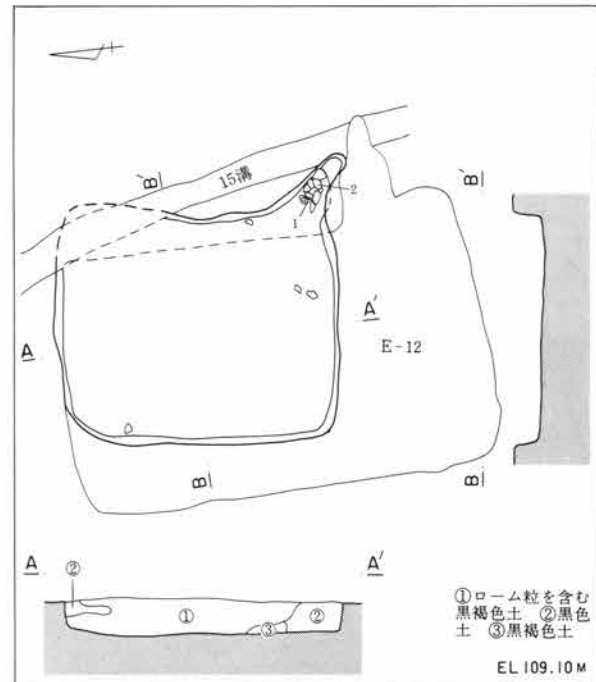 B'
15溝
2
1
B'
A'
A
E-12
B
B
A
A'
②
①
②
③
①ローム粒を含む
黒褐色土 ②黒色
土 ③黒褐色土
EL 109.10M